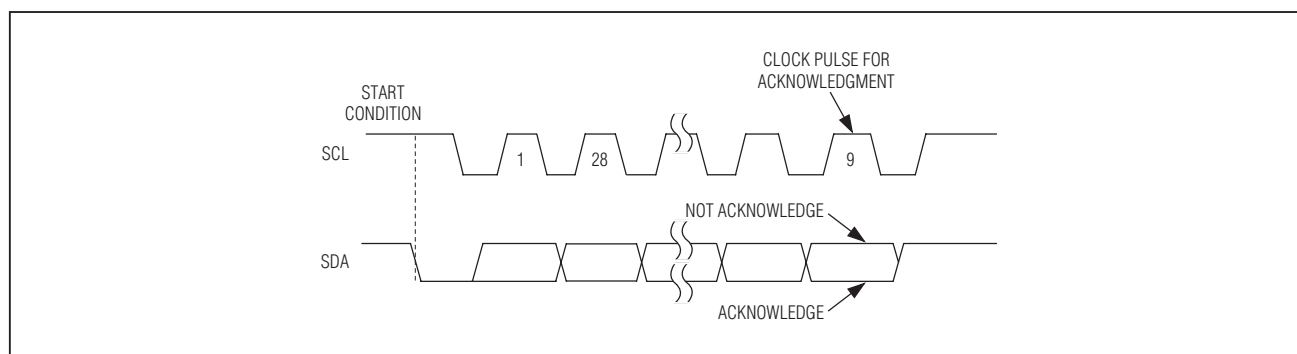 CLOCK PULSE FOR
ACKNOWLEDGMENT
START
CONDITION
SCL
1
28
9
NOT ACKNOWLEDGE
SDA
ACKNOWLEDGE